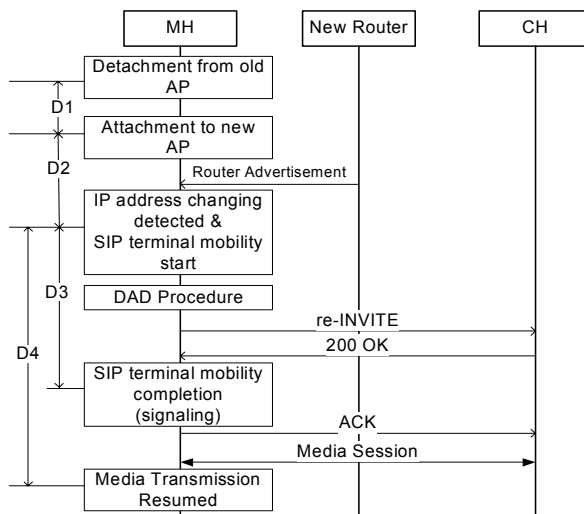 MH
New Router
CH
Detachment from old
AP
D1
Attachment to new
AP
D2
Router Advertisement
IP address changing
detected &
SIP terminal mobility
start
D3
DAD Procedure
re-INVITE
200 OK
D4
SIP terminal mobility
completion
(signaling)
ACK
Media Session
Media Transmission
Resumed